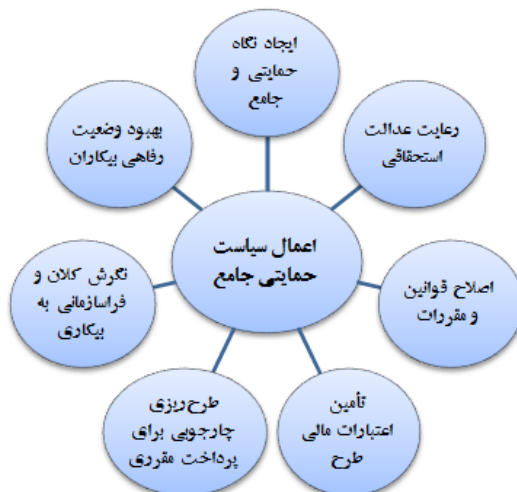 ایجاد نگاه
حمایتی و
جامع
رعایت عدالت
استحقاقی
اصلاح قوانین
و مقررات
تأمین
اعتبارات مالی
طرح
طرح‌ریزی
چارچوبی برای
پرداخت مقرری
نگرش کلان و
فراسازمانی به
بیکاری
بهبود وضعیت
رفاهی بیکاران
اعمال سیاست
حمایتی جامع